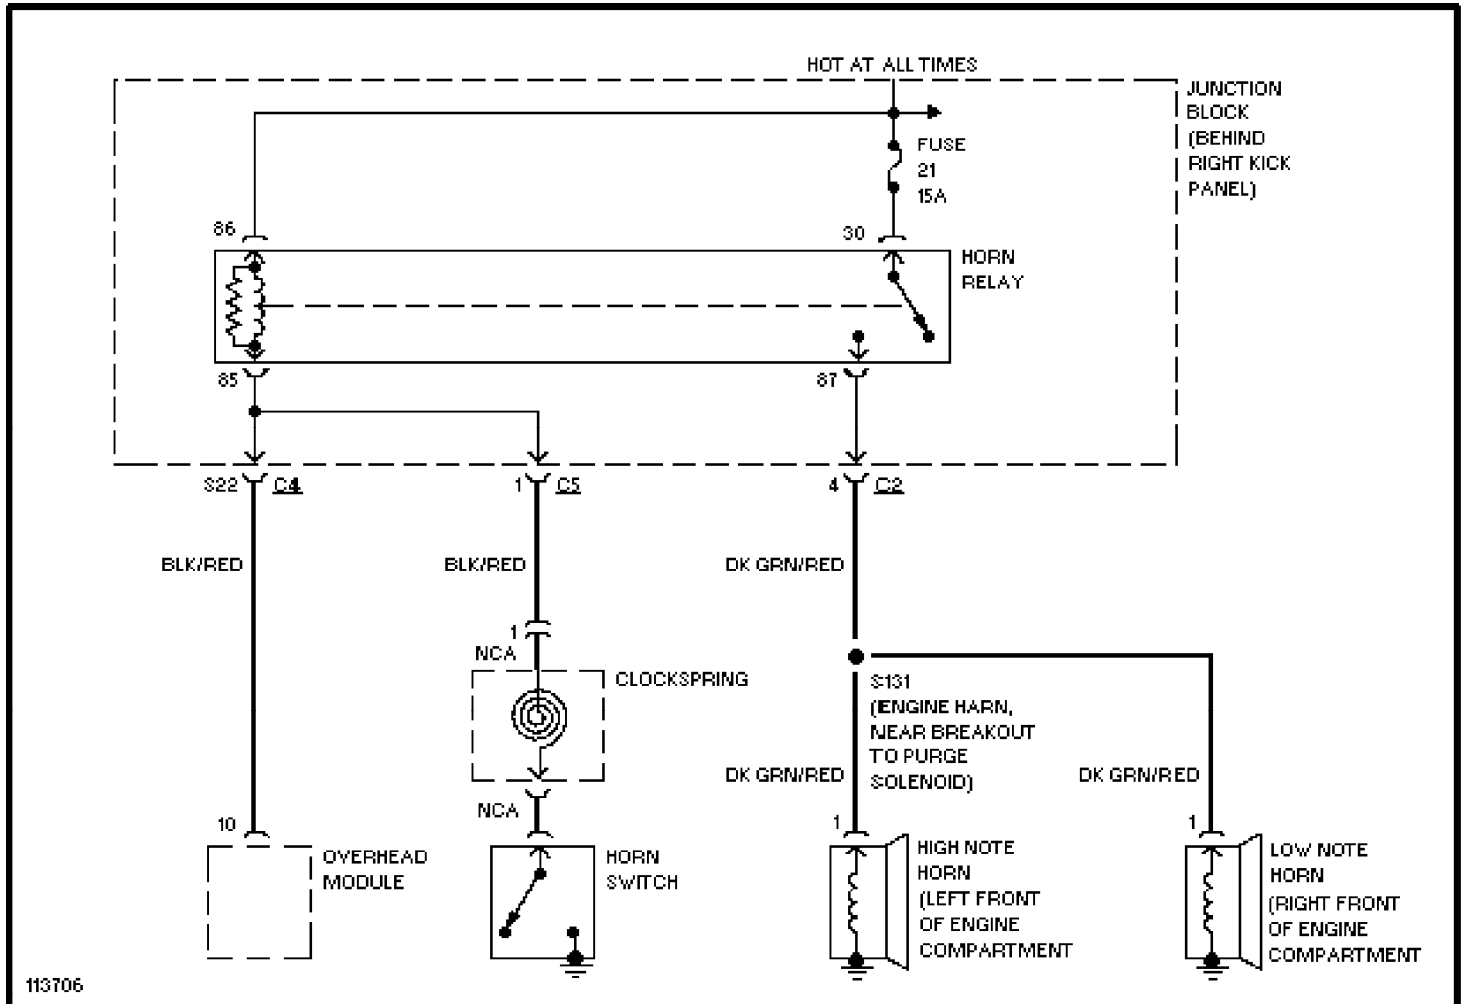 HOT AT ALL TIMES
JUNCTION
BLOCK
(BEHIND
RIGHT KICK
PANEL)
FUSE
21
15A
86
30
HORN
RELAY
85
87
S22 C4
1 C5
4 C2
BLK/RED
BLK/RED
DK GRN/RED
1
NCA
CLOCKSPRING
S131
(ENGINE HARN,
NEAR BREAKOUT
TO PURGE
SOLENOID)
DK GRN/RED
DK GRN/RED
NCA
10
1
1
OVERHEAD
MODULE
HORN
SWITCH
HIGH NOTE
HORN
(LEFT FRONT
OF ENGINE
COMPARTMENT
LOW NOTE
HORN
(RIGHT FRONT
OF ENGINE
COMPARTMENT
113706